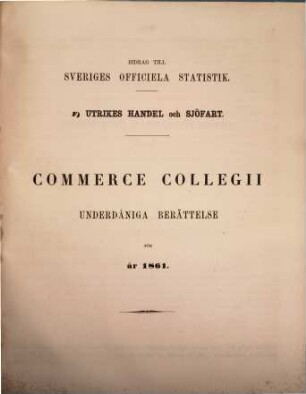 BIDRAG TILL
SVERIGES OFFICIELA STATISTIK.
F) UTRIKES HANDEL och SJÖFART.
COMMERCE COLLEGII
UNDERDÅNIGA BERÄTTELSE
FÖR
år 1861.